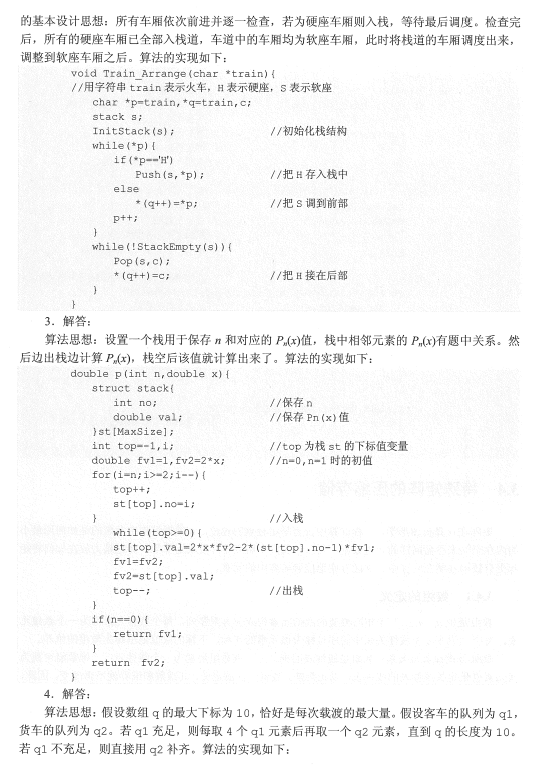 的基本设计思想：所有车厢依次前进并逐一检查，若为硬座车厢则入栈，等待最后调度。检查完
后，所有的硬座车厢已全部入栈道，车道中的车厢均为软座车厢，此时将栈道的车厢调度出来，
调整到软座车厢之后。算法的实现如下：
void Train_Arrange(char *train){
//用字符串 train 表示火车，H 表示硬座，S 表示软座
char *p=train,*q=train,c;
stack s;
InitStack(s); //初始化栈结构
while(*p){
if(*p=='H')
Push(s,*p); //把 H 存入栈中
else
*(q++)=*p; //把 S 调到前部
p++;
}
while(!StackEmpty(s)){
Pop(s,c);
*(q++)=c; //把 H 接在后部
}
}
3．解答：
算法思想：设置一个栈用于保存 n 和对应的 Pn(x)值，栈中相邻元素的 Pn(x)有题中关系。然
后边出栈边计算 Pn(x)，栈空后该值就计算出来了。算法的实现如下：
double p(int n,double x){
struct stack{
int no; //保存 n
double val; //保存 Pn(x)值
}st[MaxSize];
int top=-1,i; //top 为栈 st 的下标值变量
double fv1=1,fv2=2*x; //n=0,n=1 时的初值
for(i=n;i>=2;i--){
top++;
st[top].no=i;
} //入栈
while(top>=0){
st[top].val=2*x*fv2-2*(st[top].no-1)*fv1;
fv1=fv2;
fv2=st[top].val;
top--; //出栈
}
if(n==0){
return fv1;
}
return fv2;
}
4．解答：
算法思想：假设数组 q 的最大下标为 10，恰好是每次载渡的最大量。假设客车的队列为 q1，
货车的队列为 q2。若 q1 充足，则每取 4 个 q1 元素后再取一个 q2 元素，直到 q 的长度为 10。
若 q1 不充足，则直接用 q2 补齐。算法的实现如下：